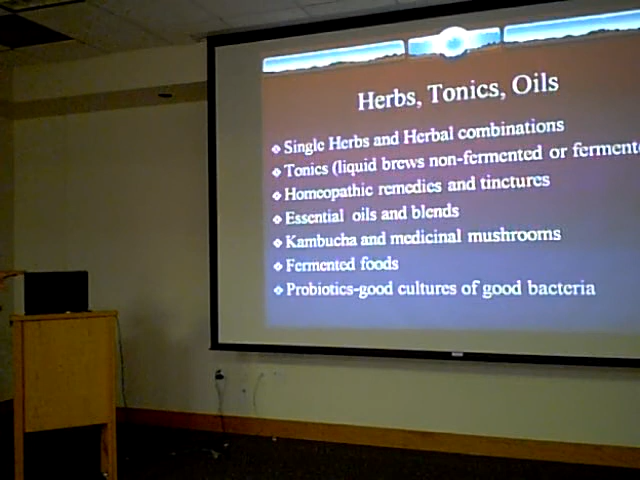 Herbs, Tonics, Oils
Single Herbs and Herbal combinations
Tonics (liquid brews non-fermented or ferment
Homeopathic remedies and tinctures
Essential oils and blends
Kambucha and medicinal mushrooms
Fermented foods
Probiotics-good cultures of good bacteria